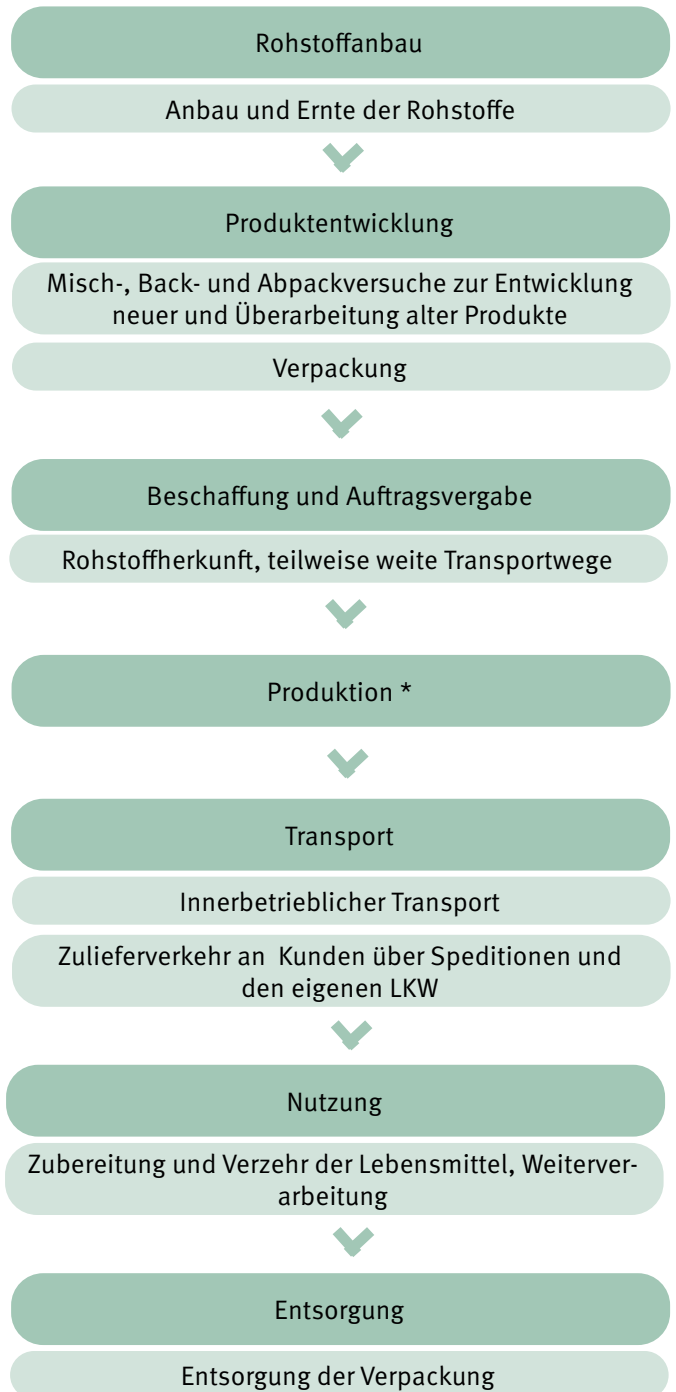 Rohstoffanbau
Anbau und Ernte der Rohstoffe
Produktentwicklung
Misch-, Back- und Abpackversuche zur Entwicklung
neuer und Überarbeitung alter Produkte
Verpackung
Beschaffung und Auftragsvergabe
Rohstoffherkunft, teilweise weite Transportwege
Produktion *
Transport
Innerbetrieblicher Transport
Zulieferverkehr an  Kunden über Speditionen und
den eigenen LKW
Nutzung
Zubereitung und Verzehr der Lebensmittel, Weiterver-
arbeitung
Entsorgung
Entsorgung der Verpackung